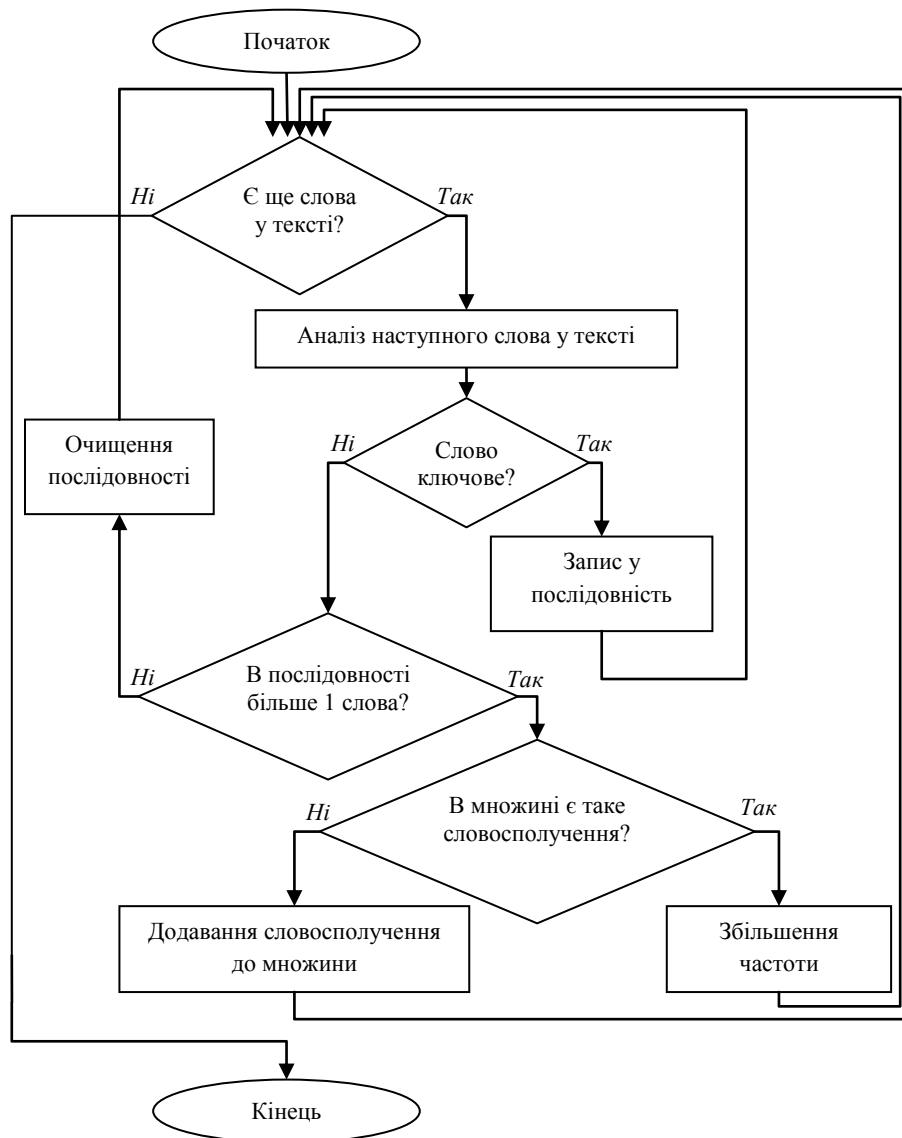 Початок
Ні
Є ще слова
у тексті?
Так
Аналіз наступного слова у тексті
Очищення
послідовності
Ні
Слово
ключове?
Так
Запис у
послідовність
Ні
В послідовності
більше 1 слова?
Так
Ні
В множині є таке
словосполучення?
Так
Додавання словосполучення
до множини
Збільшення
частоти
Кінець